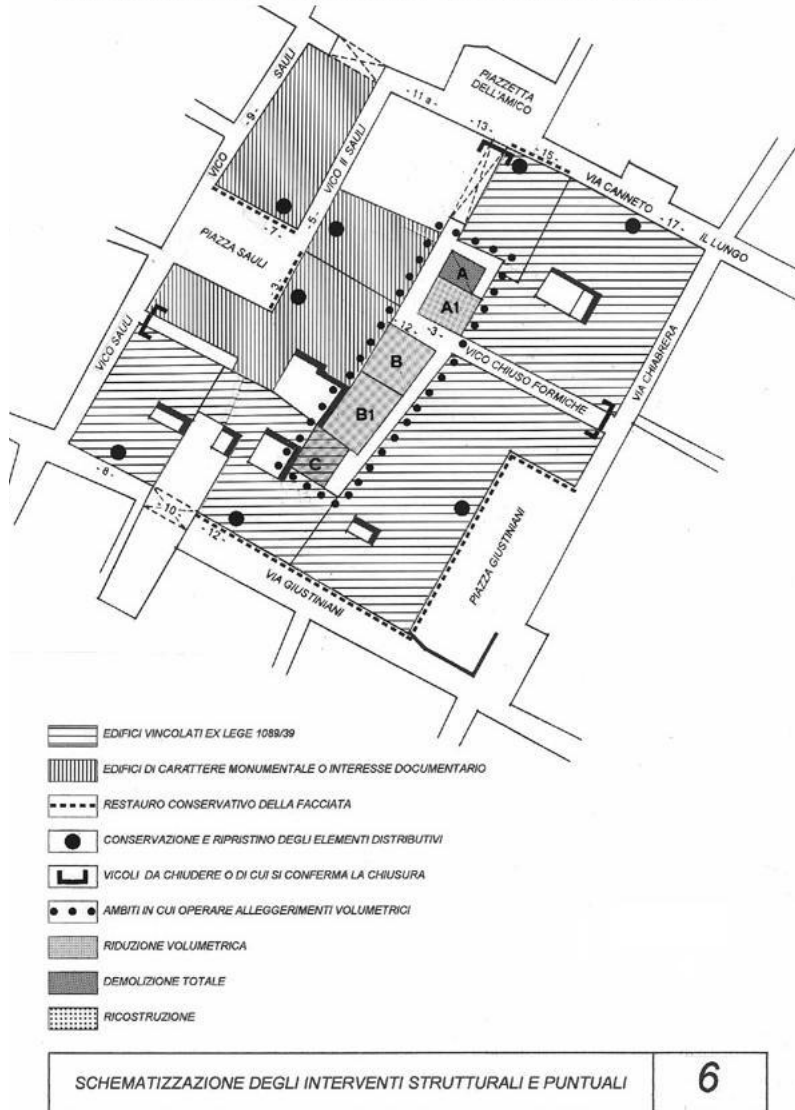 VICO SAULI
- 9 -
- 7 -
PIAZZA SAULI
VICO II SAULI
- 5 -
3
- 11 a -
PIAZZETTA
DELL'AMICO
- 13 -
- 15 -
VIA CANNETO
- 17 -
IL LUNGO
VIA CHIABRERA
A
A1
- 12 -
-3 -
B
B1
C
VICO CHIUSO FORMICHE
VICO SAULI
- 8 -
- 10 -
- 12 -
VIA GIUSTINIANI
PIAZZA GIUSTINIANI
EDIFICI VINCOLATI EX LEGE 1089/39
EDIFICI DI CARATTERE MONUMENTALE O INTERESSE DOCUMENTARIO
RESTAURO CONSERVATIVO DELLA FACCIATA
CONSERVAZIONE E RIPRISTINO DEGLI ELEMENTI DISTRIBUTIVI
VICOLI DA CHIUDERE O DI CUI SI CONFERMA LA CHIUSURA
AMBITI IN CUI OPERARE ALLEGGERIMENTI VOLUMETRICI
RIDUZIONE VOLUMETRICA
DEMOLIZIONE TOTALE
RICOSTRUZIONE
SCHEMATIZZAZIONE DEGLI INTERVENTI STRUTTURALI E PUNTUALI
6